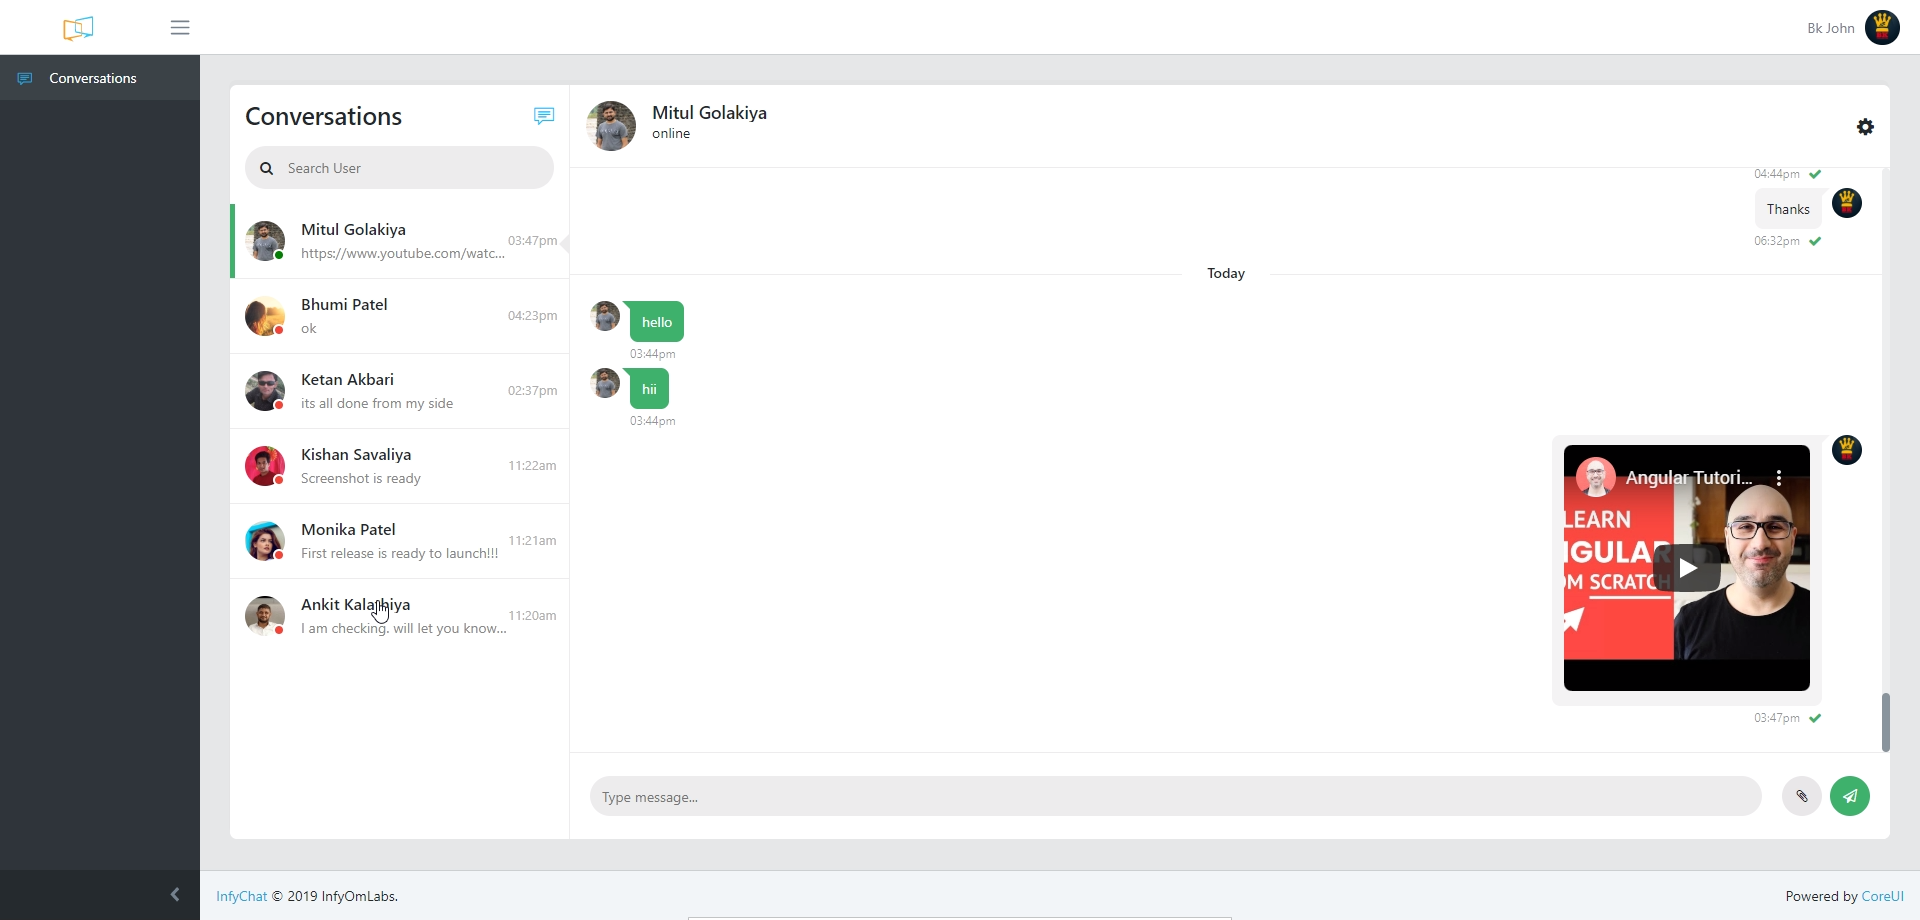 Bk John
Conversations
Conversations
Search User
Mitul Golakiya
https://www.youtube.com/watc...
03:47pm
Bhumi Patel
ok
04:23pm
Ketan Akbari
its all done from my side
02:37pm
Kishan Savaliya
Screenshot is ready
11:22am
Monika Patel
First release is ready to launch!!!
11:21am
Ankit Kalathiya
I am checking. will let you know...
11:20am
Mitul Golakiya
online
04:44pm
Thanks
06:32pm
Today
hello
03:44pm
hii
03:44pm
Angular Tutori...
LEARN
NGULAR
OM SCRATCH
03:47pm
Type message...
InfyChat © 2019 InfyOmLabs.
Powered by CoreUI